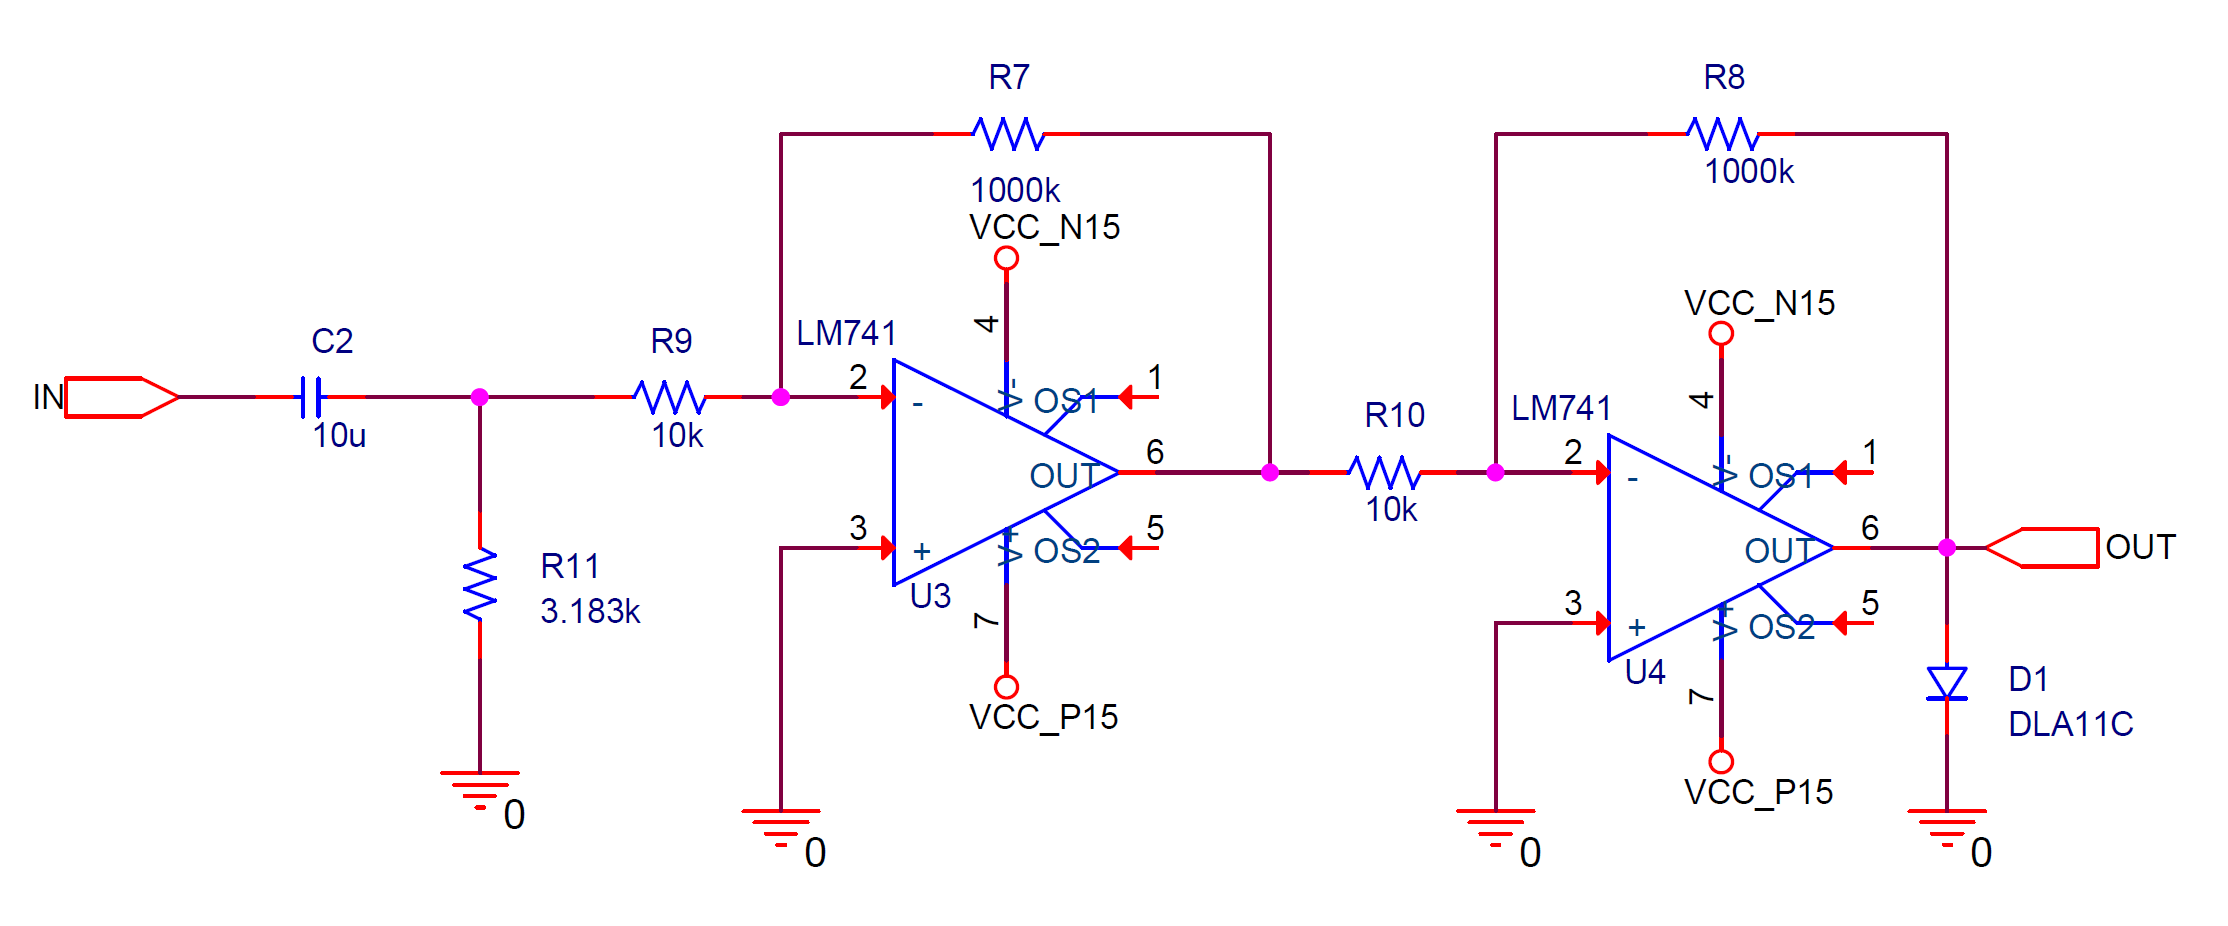 R7
1000k
VCC_N15
R8
1000k
VCC_N15
IN
C2
10u
R9
10k
LM741
2
-
4
V-
OS1
1
OUT
6
3
+
V+
OS2
5
U3
7
VCC_P15
R10
10k
LM741
2
-
4
V-
OS1
1
OUT
6
3
+
V+
OS2
5
U4
7
VCC_P15
OUT
R11
3.183k
D1
DLA11C
0
0
0
0